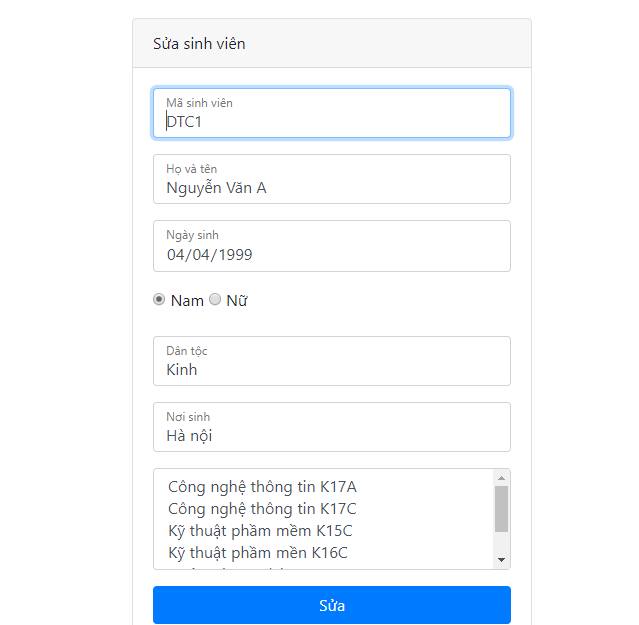 Sửa sinh viên
Mã sinh viên
DTC1
Họ và tên
Nguyễn Văn A
Ngày sinh
04/04/1999
Nam Nữ
Dân tộc
Kinh
Nơi sinh
Hà nội
Công nghệ thông tin K17A
Công nghệ thông tin K17C
Kỹ thuật phầm mềm K15C
Kỹ thuật phầm mền K16C
Sửa